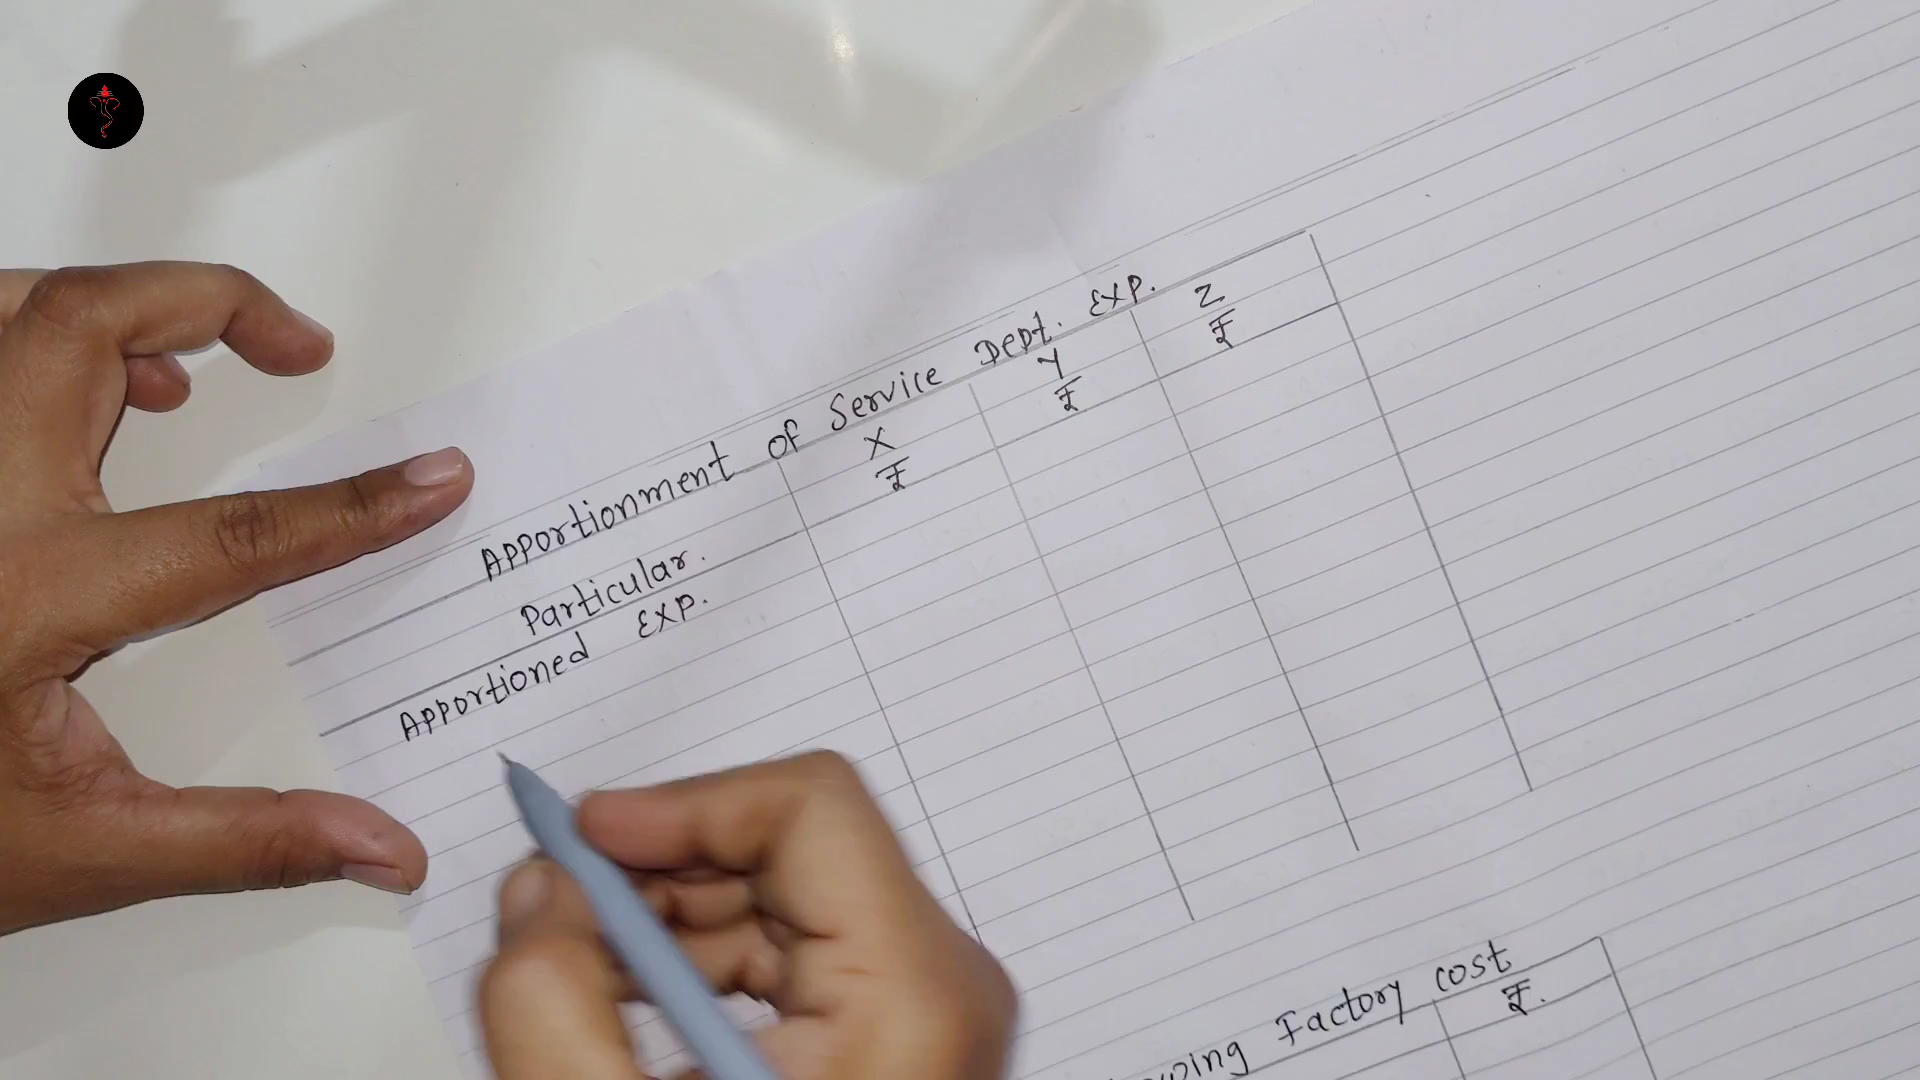 Apportionment of Service Dept. Exp.
Particular. X Y Z
₹ ₹ ₹
Apportioned Exp.
Factory cost
₹.